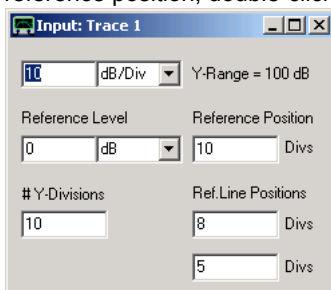 reference position, double-click
Input: Trace 1
10 dB/Div Y-Range = 100 dB
Reference Level Reference Position
0 dB 10 Divs
# Y-Divisions Ref.Line Positions
10 8 Divs
5 Divs